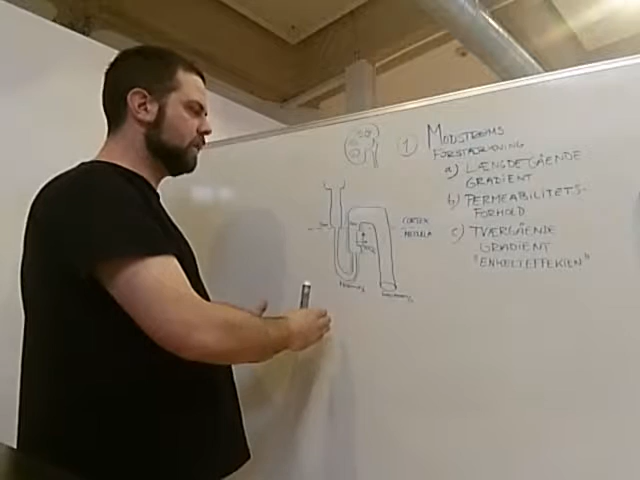 1 MODSTRØMS
FORSTÆRKNING
a) LÆNGDEGÅENDE
GRADIENT
b) PERMEABILITETS-
FORHOLD
c) TVÆRGÅENDE
GRADIENT
"ENKELTEFFEKTEN"
CORTEX
MEDULLA